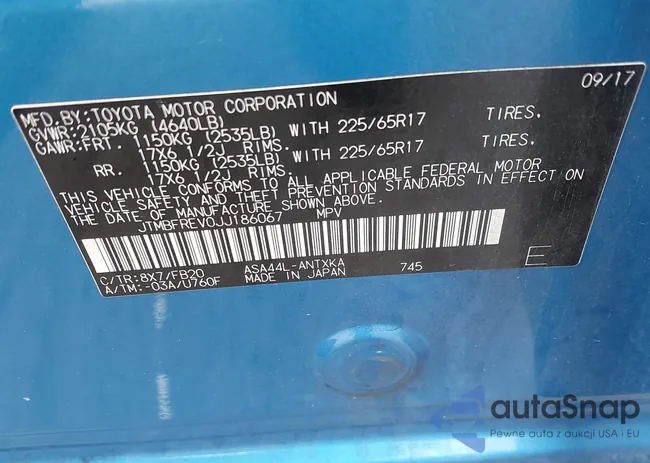 09/17
MFD.BY:TOYOTA MOTOR CORPORATION
GVWR:2105KG (4640LB)
GAWR:FRT. 1150KG (2535LB) WITH 225/65R17 TIRES,
17X6 1/2J RIMS.
RR. 1150KG (2535LB) WITH 225/65R17 TIRES,
17X6 1/2J RIMS.
THIS VEHICLE CONFORMS TO ALL APPLICABLE FEDERAL MOTOR
VEHICLE SAFETY AND THEFT PREVENTION STANDARDS IN EFFECT ON
THE DATE OF MANUFACTURE SHOWN ABOVE.
JTMBFREV0JJ186067 MPV
C/TR:8X7/FB20 ASA44L-ANTXKA 745 E
A/TM:-03A/U760F MADE IN JAPAN
autaSnap
Pewne auta z aukcji USA i EU